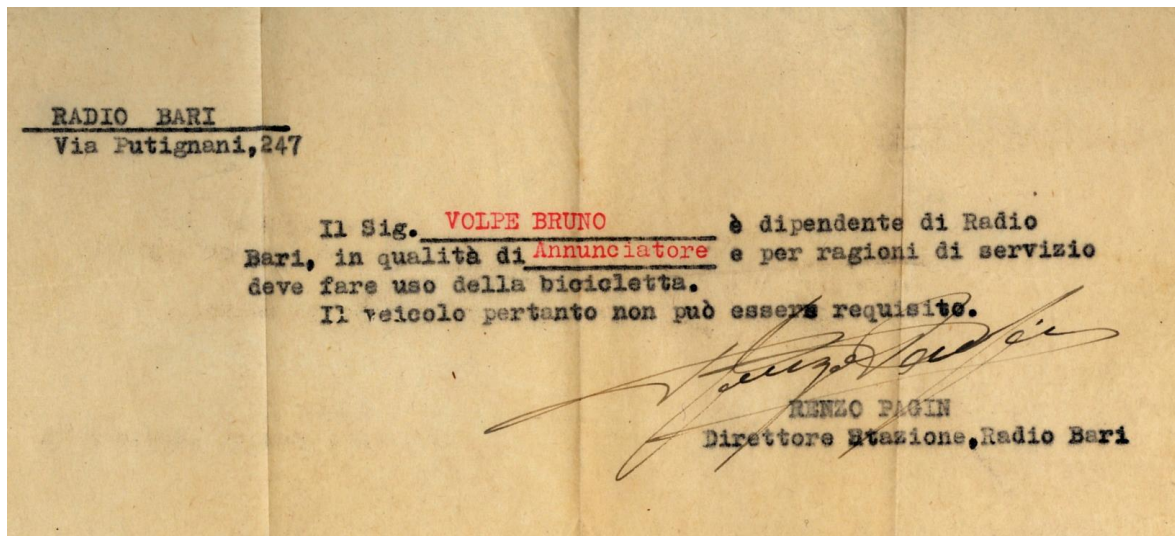 RADIO BARI
Via Putignani,247
Il Sig. VOLPE BRUNO è dipendente di Radio
Bari, in qualità di Annunciatore e per ragioni di servizio
deve fare uso della bicicletta.
Il veicolo pertanto non può essere requisito.
RENZO PAGIN
Direttore Stazione,Radio Bari